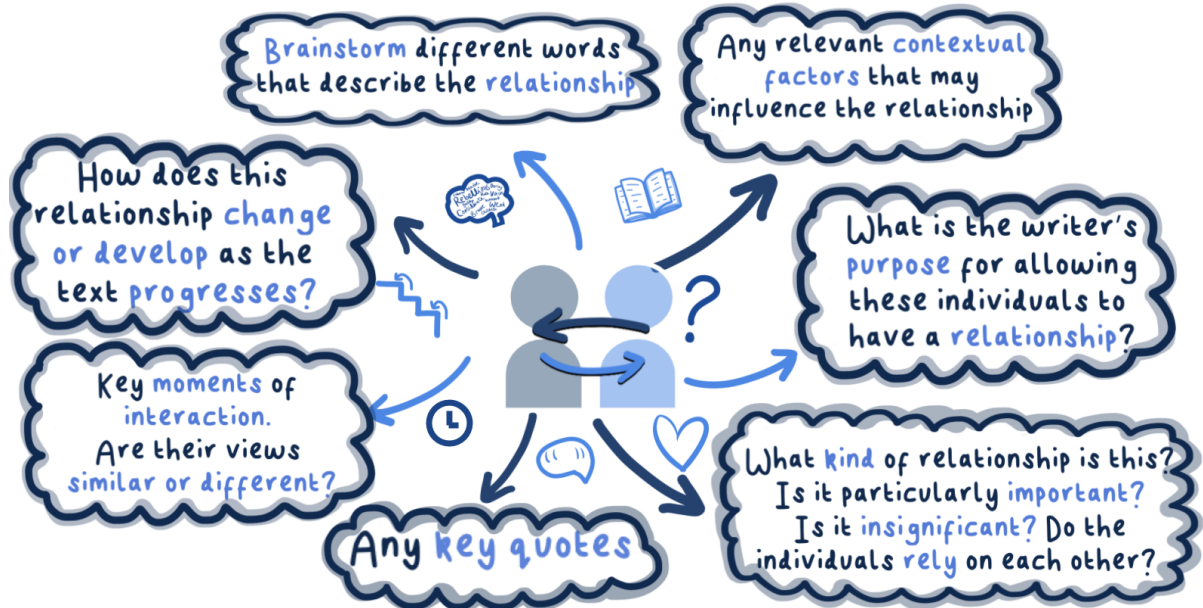 Brainstorm different words
that describe the relationship
Any relevant contextual
factors that may
influence the relationship
How does this
relationship change
or develop as the
text progresses?
Rebellious
What is the writer's
purpose for allowing
these individuals to
have a relationship?
Key moments of
interaction.
Are their views
similar or different?
Any key quotes
What kind of relationship is this?
Is it particularly important?
Is it insignificant? Do the
individuals rely on each other?